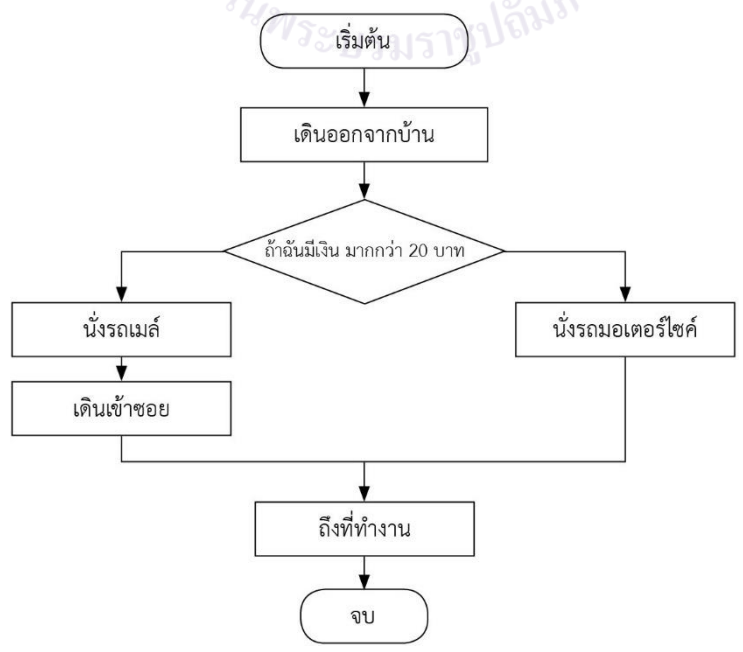 เริ่มต้น
เดินออกจากบ้าน
ถ้าฉันมีเงิน มากกว่า 20 บาท
นั่งรถเมล์
นั่งรถมอเตอร์ไซค์
เดินเข้าซอย
ถึงที่ทำงาน
จบ